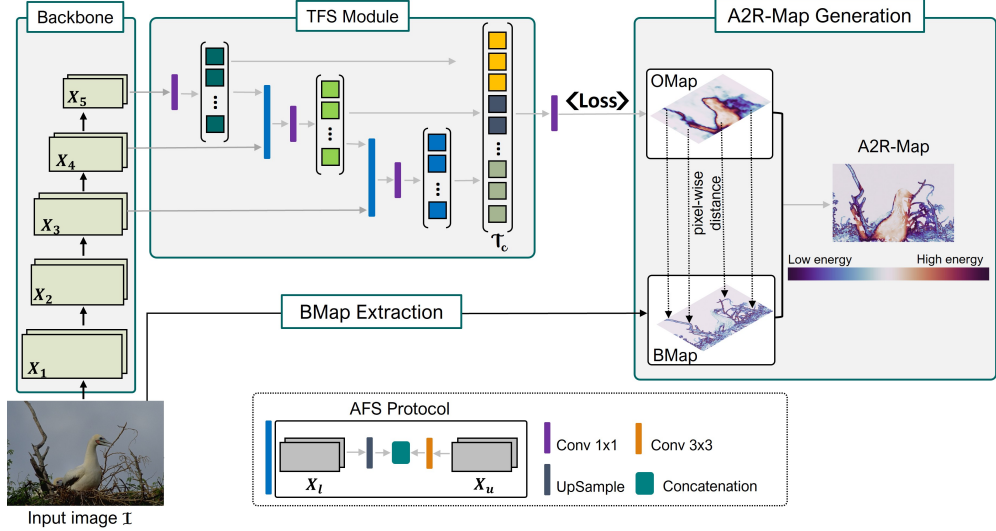 Backbone
TFS Module
A2R-Map Generation
X₅
X₄
X₃
X₂
X₁
...
...
...
...
𝒯c
<Loss>
OMap
pixel-wise
distance
BMap
A2R-Map
Low energy
High energy
BMap Extraction
Input image I
AFS Protocol
Xₗ
Xᵤ
Conv 1x1
Conv 3x3
UpSample
Concatenation